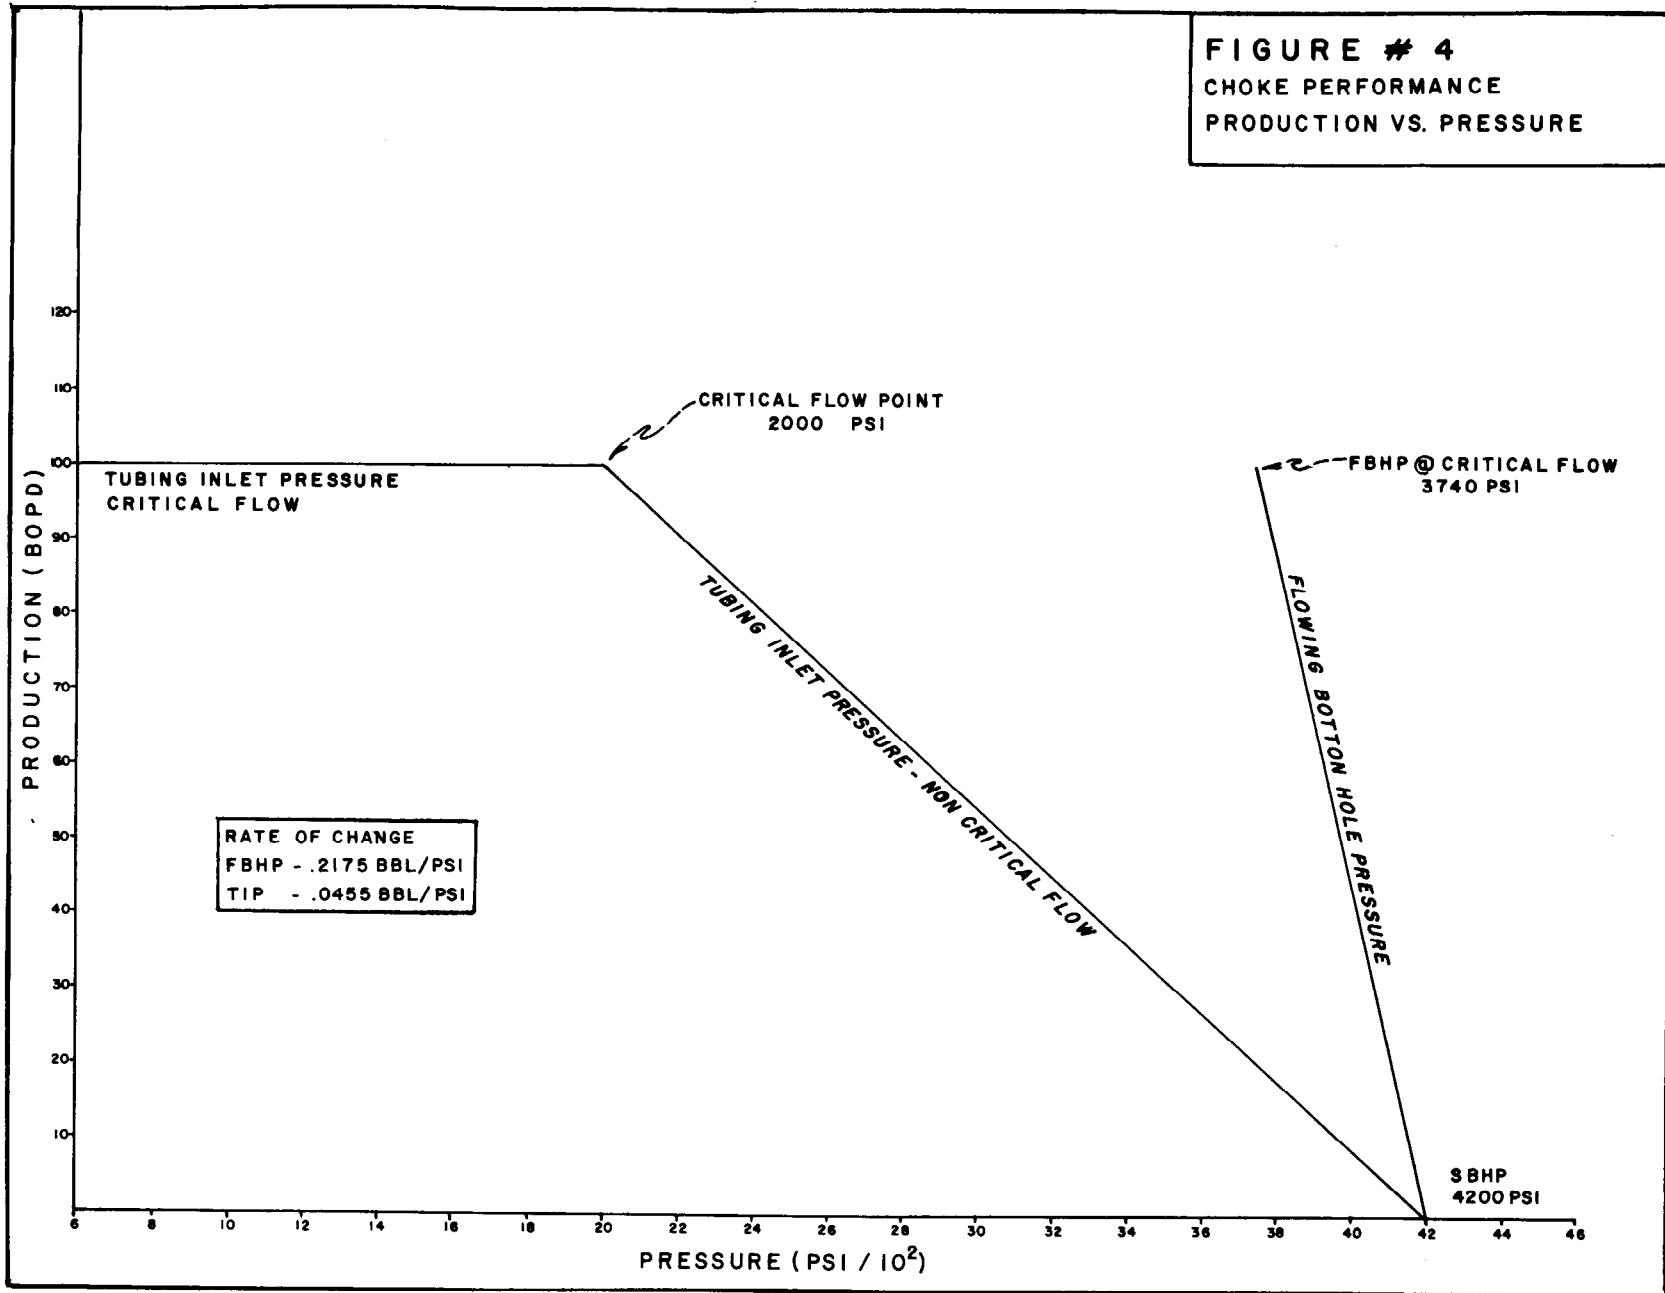 FIGURE # 4
CHOKE PERFORMANCE
PRODUCTION VS. PRESSURE
120
110
CRITICAL FLOW POINT
2000 PSI
100
TUBING INLET PRESSURE
CRITICAL FLOW
FBHP @ CRITICAL FLOW
3740 PSI
90
80
70
60
50
40
30
20
10
PRODUCTION (BOPD)
TUBING INLET PRESSURE - NON CRITICAL FLOW
FLOWING BOTTON HOLE PRESSURE
RATE OF CHANGE
FBHP - .2175 BBL/PSI
TIP - .0455 BBL/PSI
SBHP
4200 PSI
6 8 10 12 14 16 18 20 22 24 26 28 30 32 34 36 38 40 42 44 46
PRESSURE (PSI / 10²)